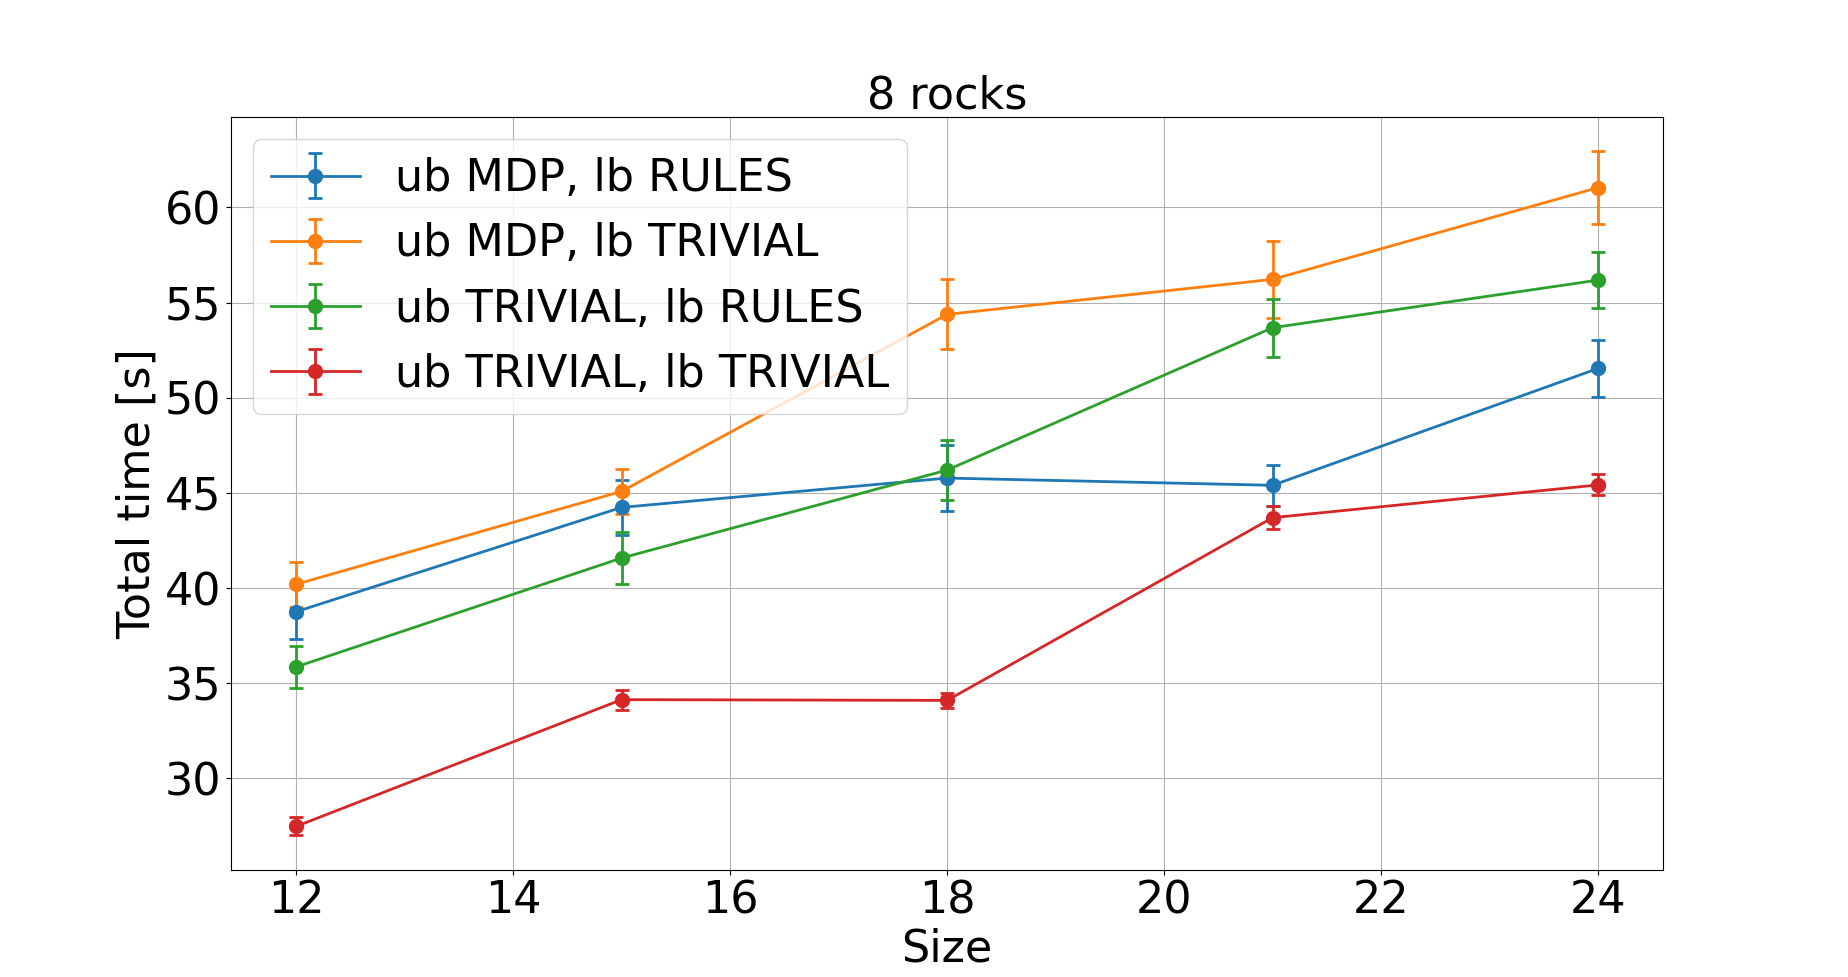 8 rocks
ub MDP, lb RULES
ub MDP, lb TRIVIAL
ub TRIVIAL, lb RULES
ub TRIVIAL, lb TRIVIAL
Total time [s]
60
55
50
45
40
35
30
12 14 16 18 20 22 24
Size